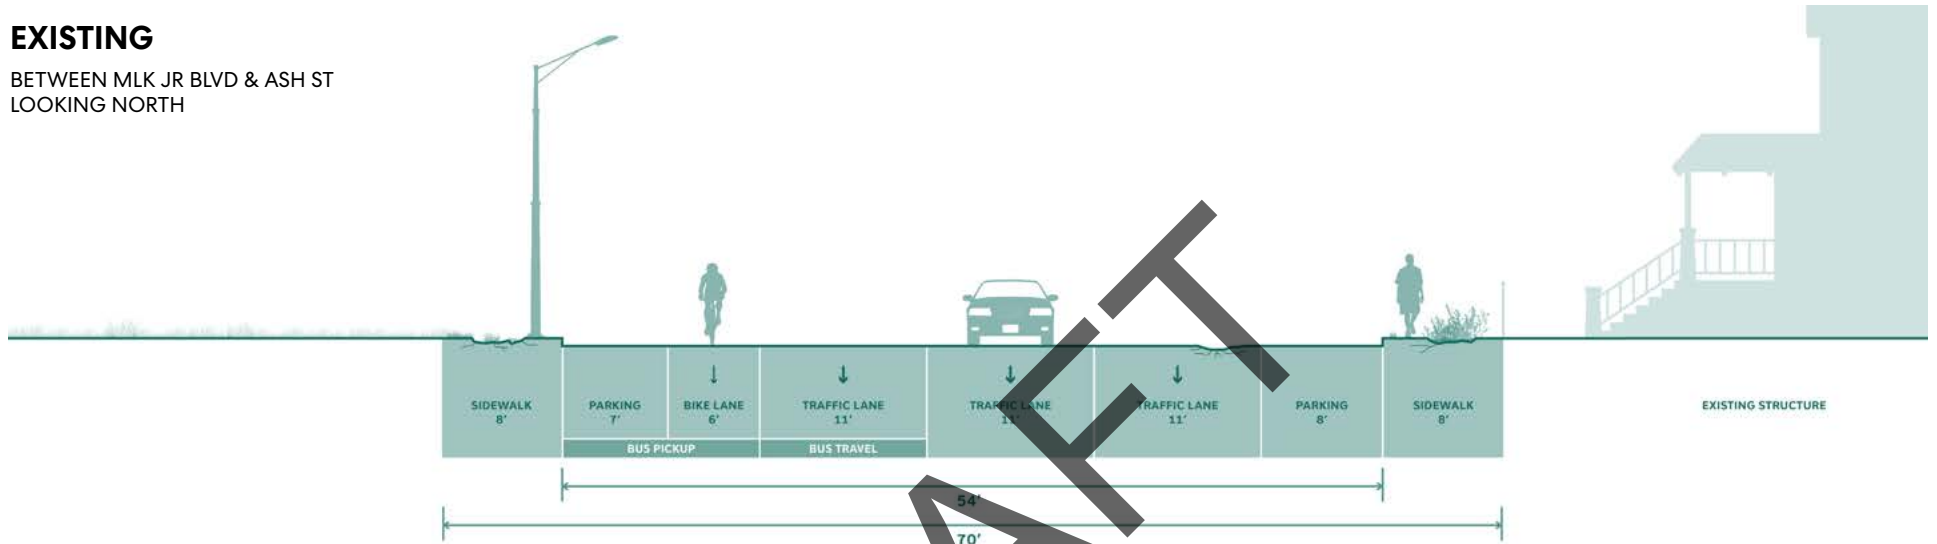 EXISTING
BETWEEN MLK JR BLVD & ASH ST
LOOKING NORTH
SIDEWALK
8'
PARKING
7'
BIKE LANE
6'
TRAFFIC LANE
11'
TRAFFIC LANE
11'
TRAFFIC LANE
11'
PARKING
8'
SIDEWALK
8'
EXISTING STRUCTURE
BUS PICKUP
BUS TRAVEL
54'
70'
AFT